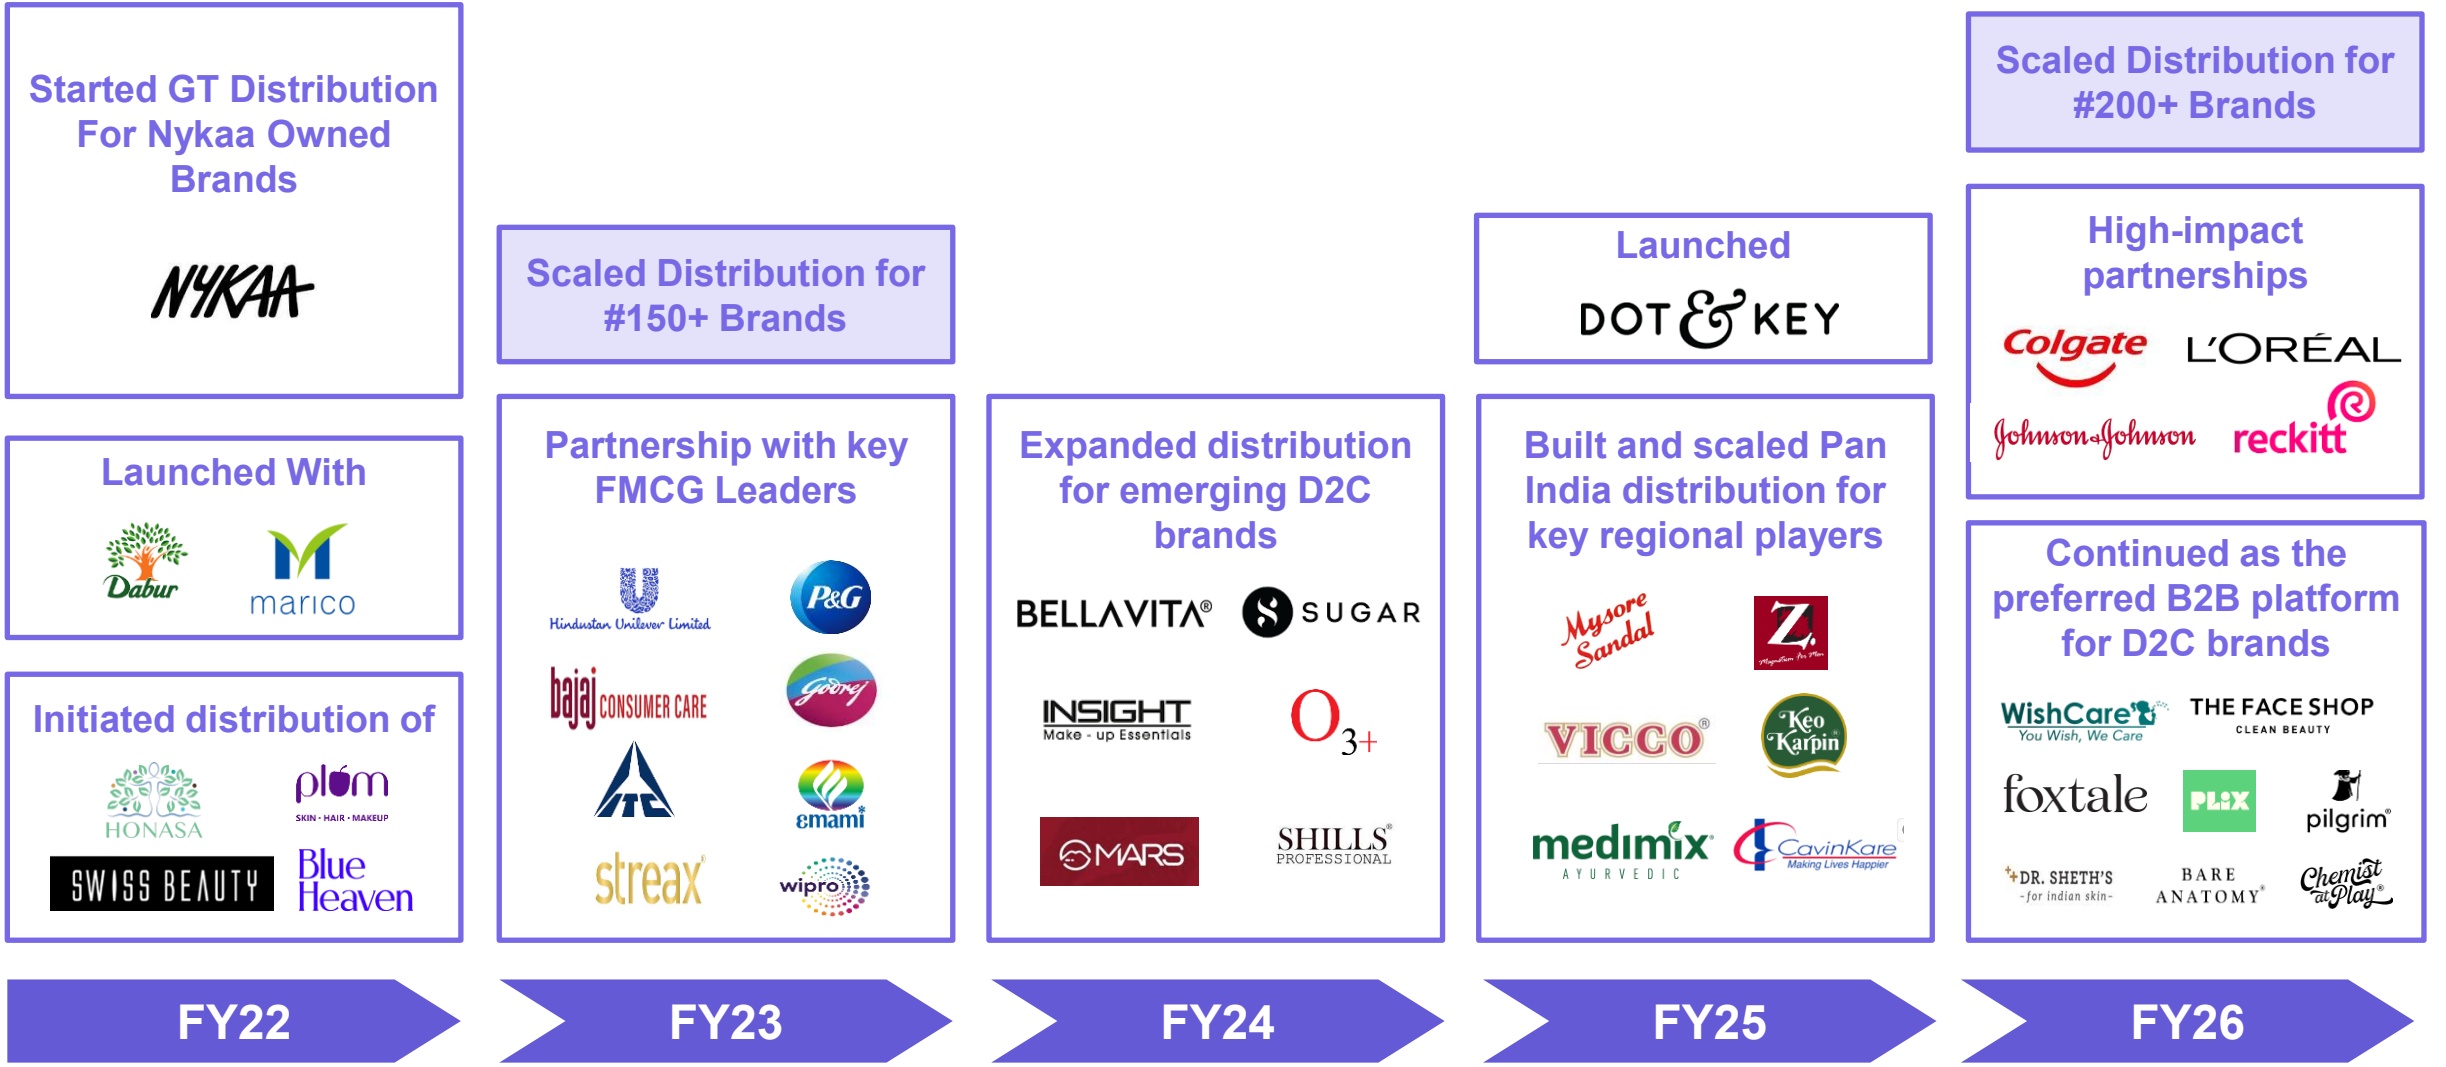 Started GT Distribution
For Nykaa Owned
Brands
NYKAA
Launched With
Dabur
marico
Initiated distribution of
HONASA
plum
SKIN • HAIR • MAKEUP
SWISS BEAUTY
Blue
Heaven
FY22
Scaled Distribution for
#150+ Brands
Partnership with key
FMCG Leaders
Hindustan Unilever Limited
P&G
bajaj CONSUMER CARE
Godrej
ITC
emami
streax
wipro
FY23
Expanded distribution
for emerging D2C
brands
BELLAVITA®
SUGAR
INSIGHT
Make - up Essentials
O3+
MARS
SHILLS®
PROFESSIONAL
FY24
Launched
DOT & KEY
Built and scaled Pan
India distribution for
key regional players
Mysore
Sandal
Z.
Magnetism For Men
VICCO®
Keo
Karpin
medimix
AYURVEDIC
CavinKare
Making Lives Happier
FY25
Scaled Distribution for
#200+ Brands
High-impact
partnerships
Colgate
L'ORÉAL
Johnson & Johnson
reckitt
Continued as the
preferred B2B platform
for D2C brands
WishCare
You Wish, We Care
THE FACE SHOP
CLEAN BEAUTY
foxtale
PLIX
pilgrim®
DR. SHETH'S
-for indian skin-
BARE
ANATOMY®
Chemist
at Play®
FY26